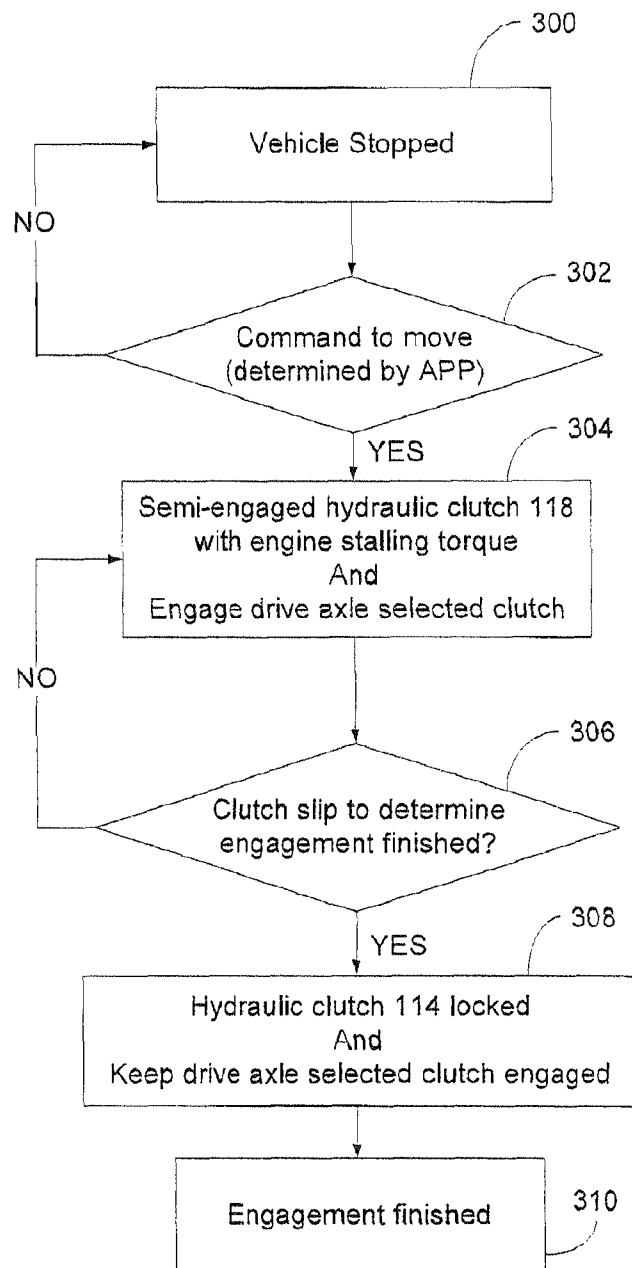 300
Vehicle Stopped
NO
302
Command to move
(determined by APP)
YES
304
Semi-engaged hydraulic clutch 118
with engine stalling torque
And
Engage drive axle selected clutch
NO
306
Clutch slip to determine
engagement finished?
YES
308
Hydraulic clutch 114 locked
And
Keep drive axle selected clutch engaged
Engagement finished
310